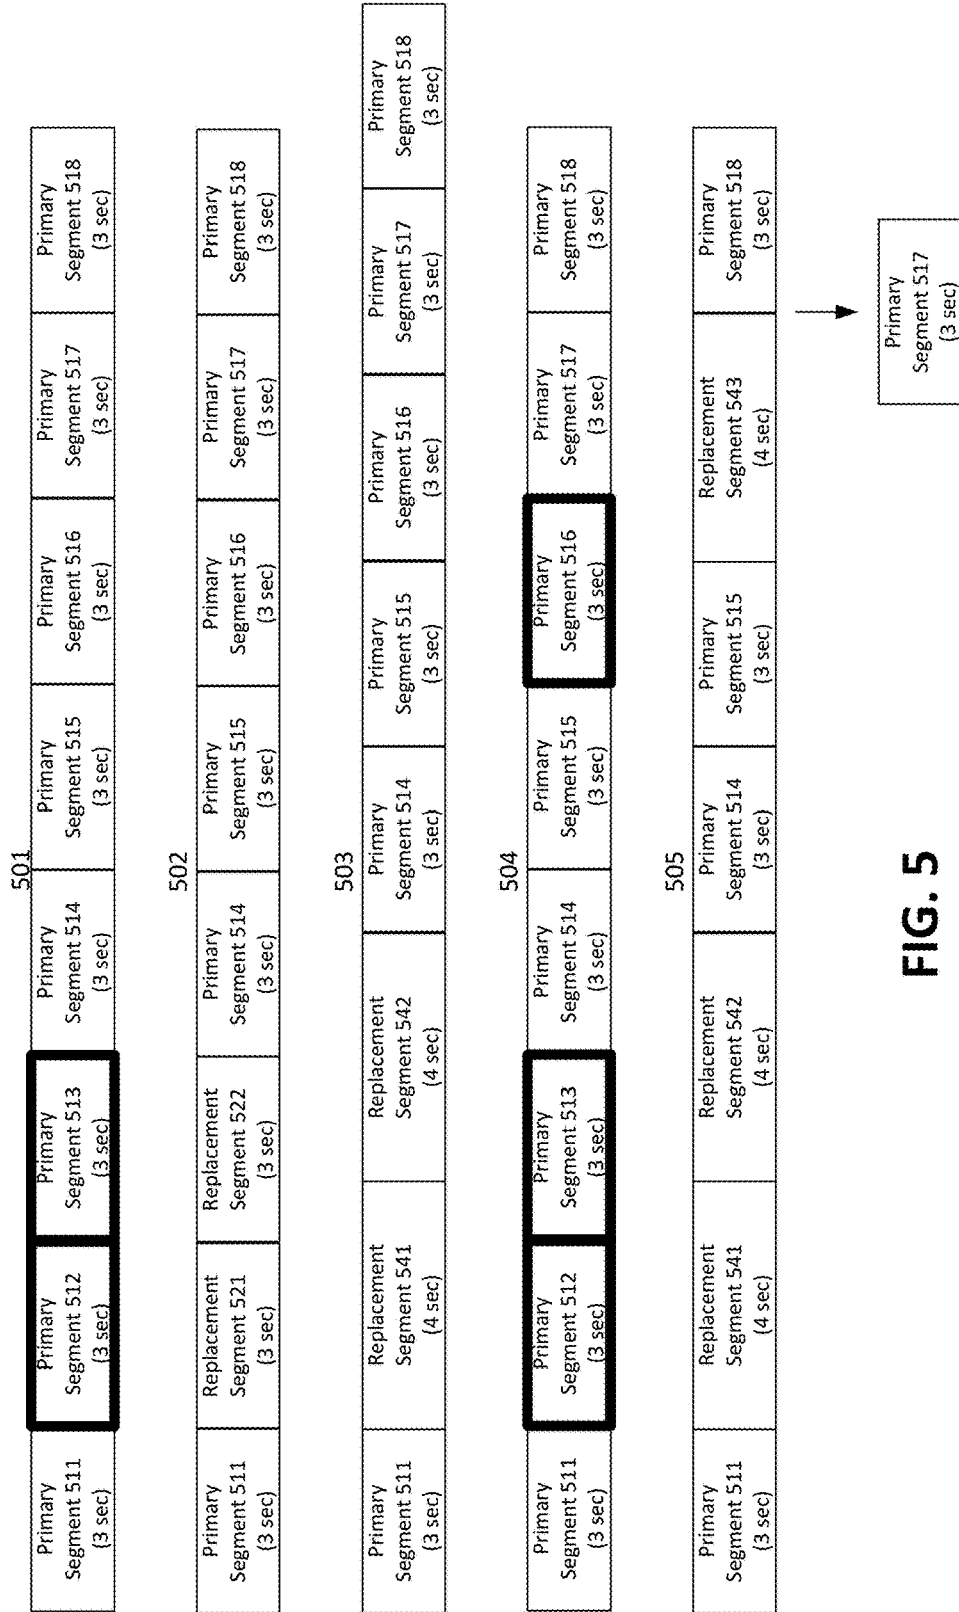 501
Primary
Segment 511
(3 sec)
Primary
Segment 512
(3 sec)
Primary
Segment 513
(3 sec)
Primary
Segment 514
(3 sec)
Primary
Segment 515
(3 sec)
Primary
Segment 516
(3 sec)
Primary
Segment 517
(3 sec)
Primary
Segment 518
(3 sec)
502
Primary
Segment 511
(3 sec)
Replacement
Segment 521
(3 sec)
Replacement
Segment 522
(3 sec)
Primary
Segment 514
(3 sec)
Primary
Segment 515
(3 sec)
Primary
Segment 516
(3 sec)
Primary
Segment 517
(3 sec)
Primary
Segment 518
(3 sec)
503
Primary
Segment 511
(3 sec)
Replacement
Segment 541
(4 sec)
Replacement
Segment 542
(4 sec)
Primary
Segment 514
(3 sec)
Primary
Segment 515
(3 sec)
Primary
Segment 516
(3 sec)
Primary
Segment 517
(3 sec)
Primary
Segment 518
(3 sec)
504
Primary
Segment 511
(3 sec)
Primary
Segment 512
(3 sec)
Primary
Segment 513
(3 sec)
Primary
Segment 514
(3 sec)
Primary
Segment 515
(3 sec)
Primary
Segment 516
(3 sec)
Primary
Segment 517
(3 sec)
Primary
Segment 518
(3 sec)
505
Primary
Segment 511
(3 sec)
Replacement
Segment 541
(4 sec)
Replacement
Segment 542
(4 sec)
Primary
Segment 514
(3 sec)
Primary
Segment 515
(3 sec)
Replacement
Segment 543
(4 sec)
Primary
Segment 518
(3 sec)
Primary
Segment 517
(3 sec)
FIG. 5